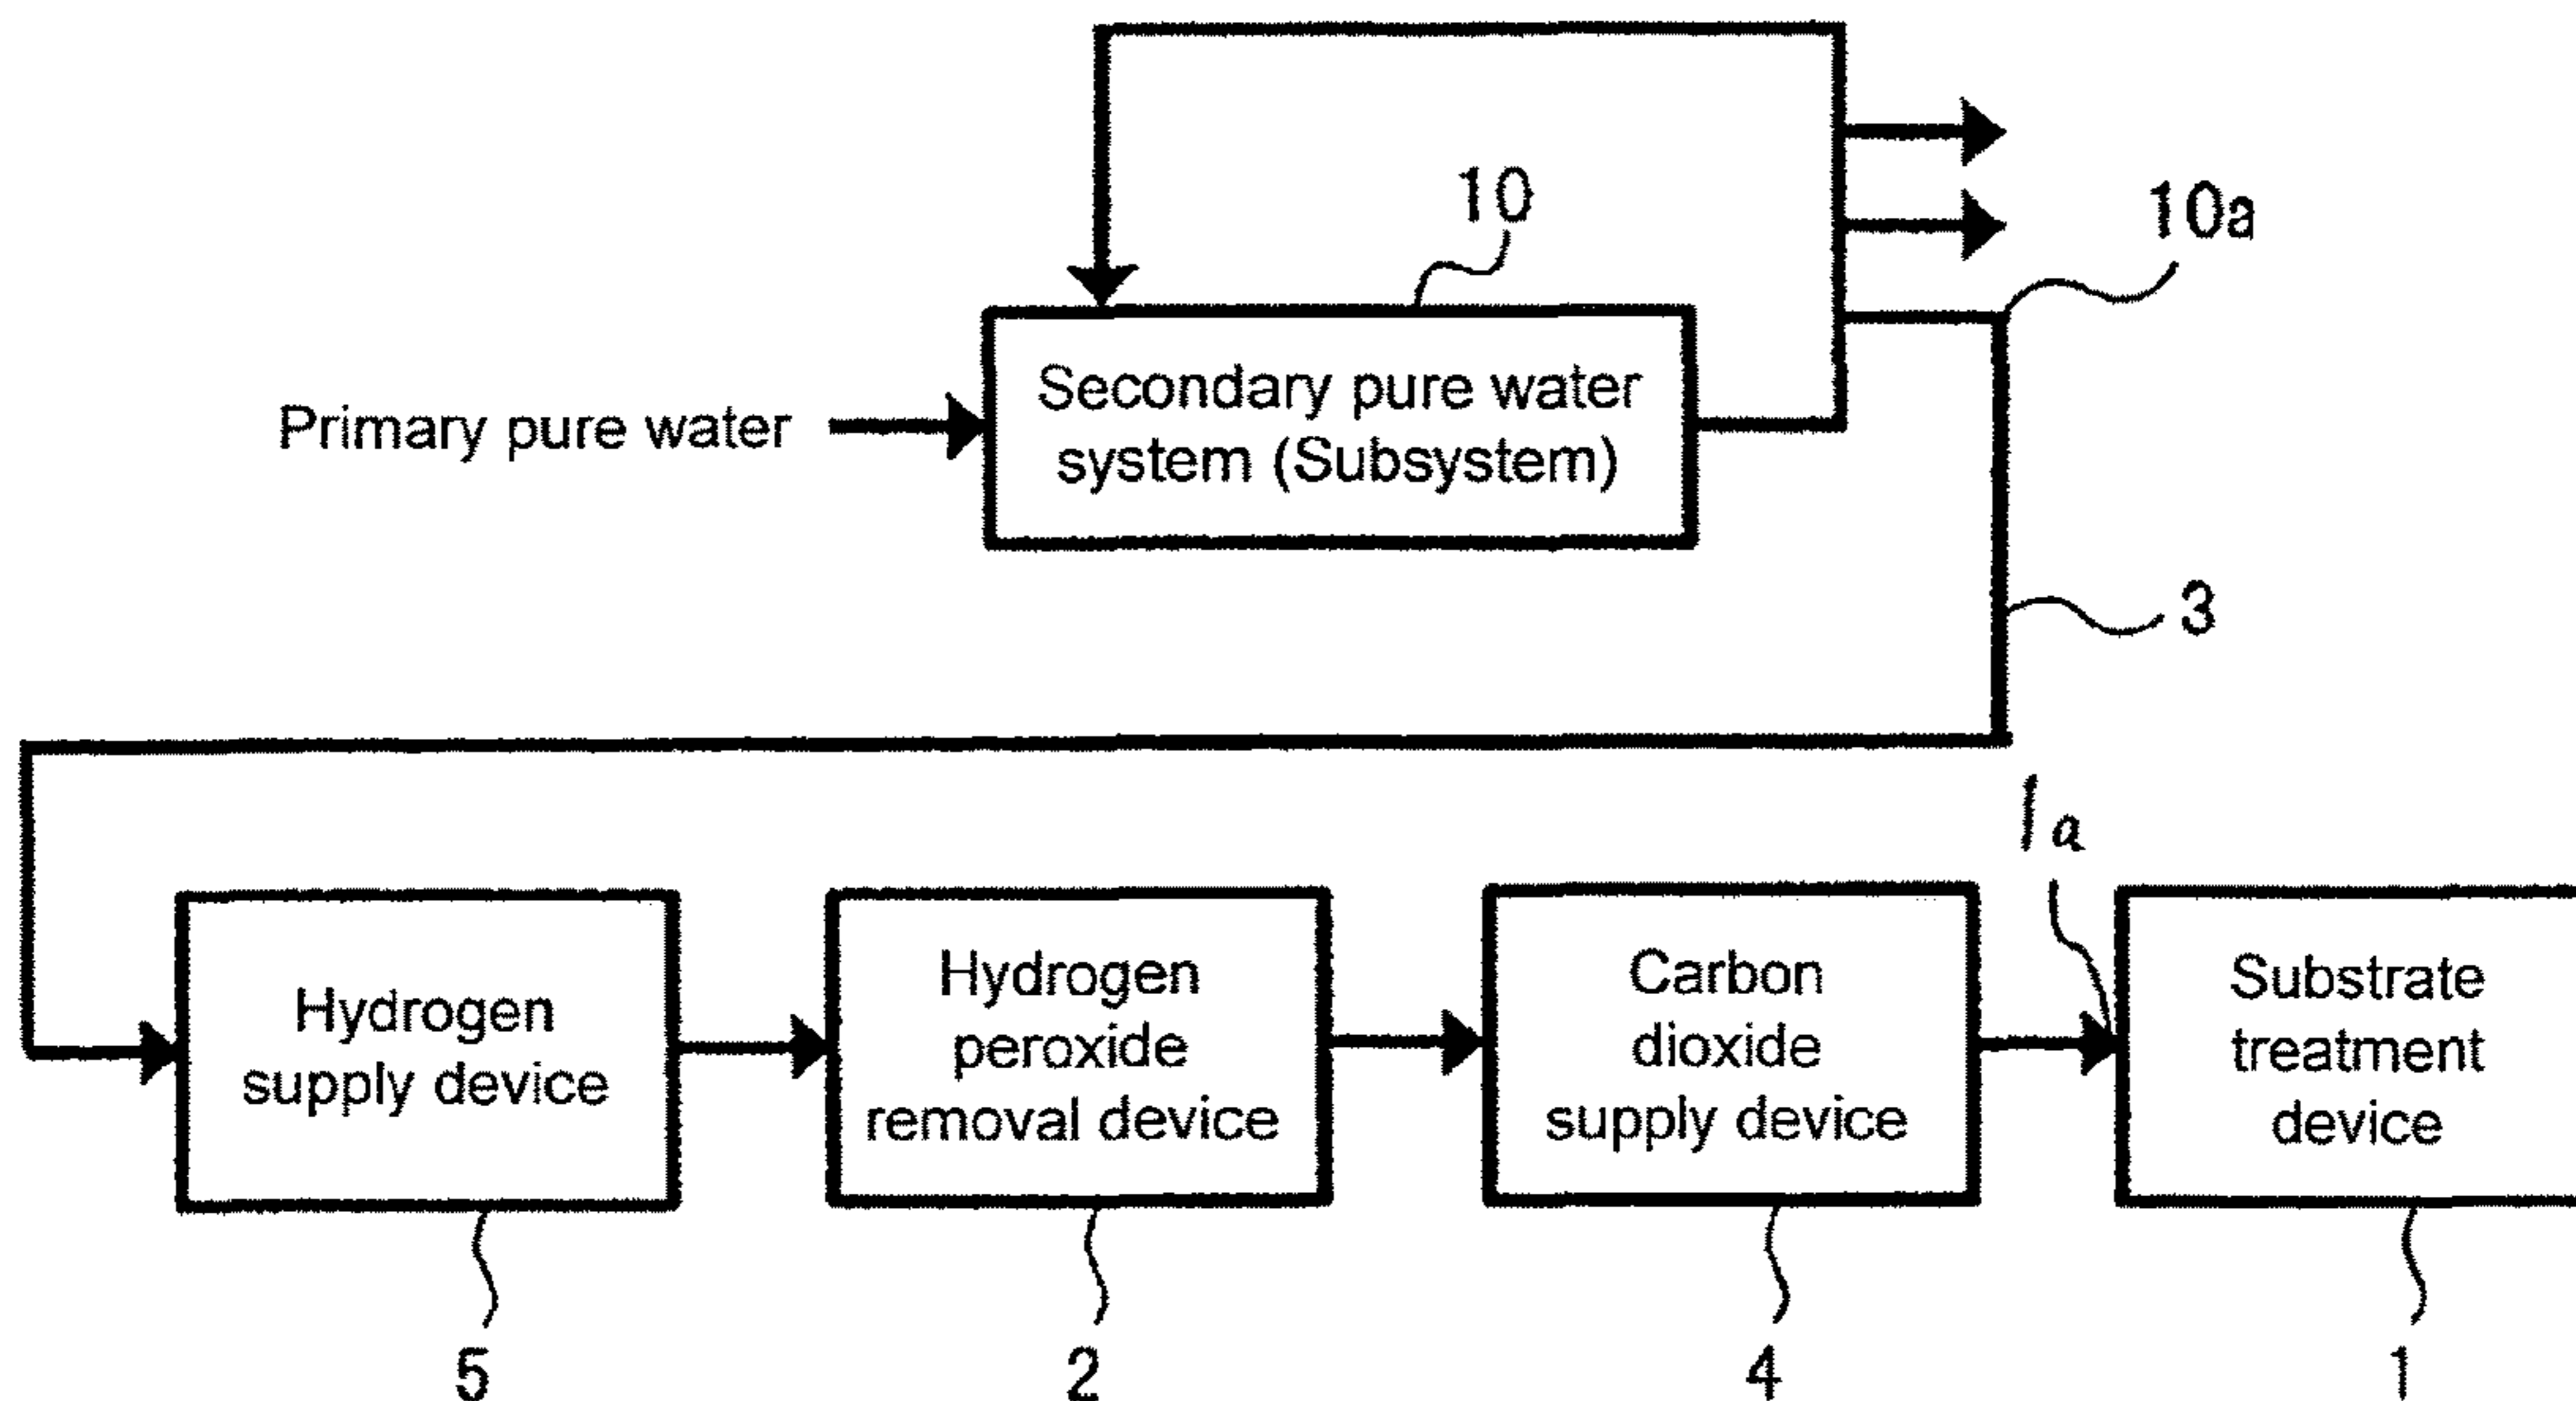 10
10a
Primary pure water
Secondary pure water
system (Subsystem)
3
1a
Hydrogen
supply device
Hydrogen
peroxide
removal device
Carbon
dioxide
supply device
Substrate
treatment
device
5
2
4
1